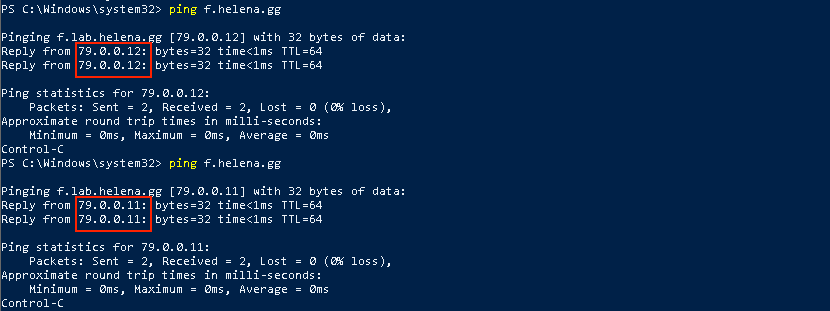 PS C:\Windows\system32> ping f.helena.gg
Pinging f.lab.helena.gg [79.0.0.12] with 32 bytes of data:
Reply from 79.0.0.12: bytes=32 time<1ms TTL=64
Reply from 79.0.0.12: bytes=32 time<1ms TTL=64
Ping statistics for 79.0.0.12:
    Packets: Sent = 2, Received = 2, Lost = 0 (0% loss),
Approximate round trip times in milli-seconds:
    Minimum = 0ms, Maximum = 0ms, Average = 0ms
Control-C
PS C:\Windows\system32> ping f.helena.gg
Pinging f.lab.helena.gg [79.0.0.11] with 32 bytes of data:
Reply from 79.0.0.11: bytes=32 time<1ms TTL=64
Reply from 79.0.0.11: bytes=32 time<1ms TTL=64
Ping statistics for 79.0.0.11:
    Packets: Sent = 2, Received = 2, Lost = 0 (0% loss),
Approximate round trip times in milli-seconds:
    Minimum = 0ms, Maximum = 0ms, Average = 0ms
Control-C